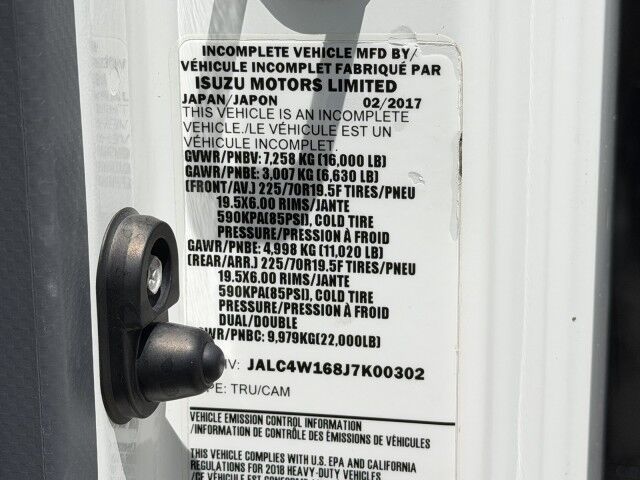 INCOMPLETE VEHICLE MFD BY/
VÉHICULE INCOMPLET FABRIQUÉ PAR
ISUZU MOTORS LIMITED
JAPAN/JAPON 02/2017
THIS VEHICLE IS AN INCOMPLETE
VEHICLE./LE VÉHICULE EST UN
VÉHICULE INCOMPLET.
GVWR/PNBV: 7,258 KG (16,000 LB)
GAWR/PNBE: 3,007 KG (6,630 LB)
(FRONT/AV.) 225/70R19.5F TIRES/PNEU
19.5X6.00 RIMS/JANTE
590KPA(85PSI), COLD TIRE
PRESSURE/PRESSION À FROID
GAWR/PNBE: 4,998 KG (11,020 LB)
(REAR/ARR.) 225/70R19.5F TIRES/PNEU
19.5X6.00 RIMS/JANTE
590KPA(85PSI), COLD TIRE
PRESSURE/PRESSION À FROID
DUAL/DOUBLE
WR/PNBC: 9,979KG(22,000LB)
IV: JALC4W168J7K00302
PE: TRU/CAM
VEHICLE EMISSION CONTROL INFORMATION
/INFORMATION DE CONTRÔLE DES ÉMISSIONS DE VÉHICULES
THIS VEHICLE COMPLIES WITH U.S. EPA AND CALIFORNIA
REGULATIONS FOR 2018 HEAVY-DUTY VEHICLES
/CE VÉHICULE EST CONFORME